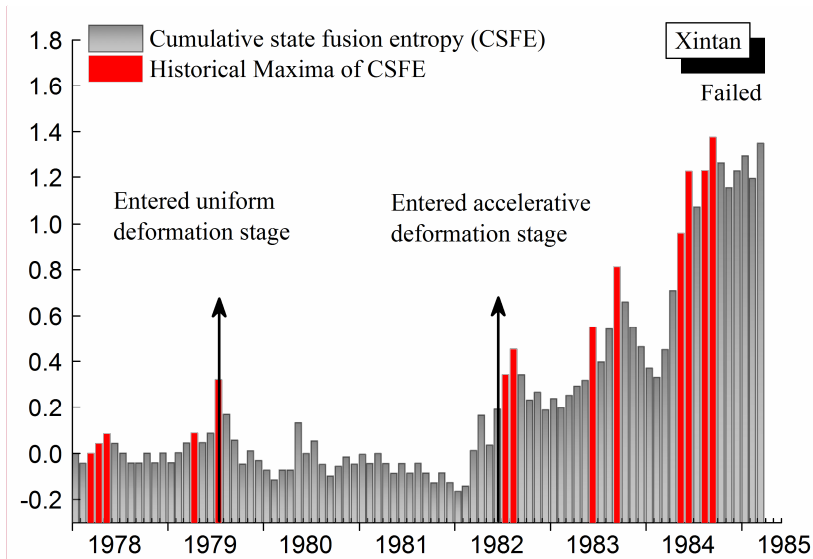 1.8
1.6
1.4
1.2
1.0
0.8
0.6
0.4
0.2
0.0
-0.2
Cumulative state fusion entropy (CSFE)
Historical Maxima of CSFE
Xintan
Failed
Entered uniform
deformation stage
Entered accelerative
deformation stage
1978 1979 1980 1981 1982 1983 1984 1985